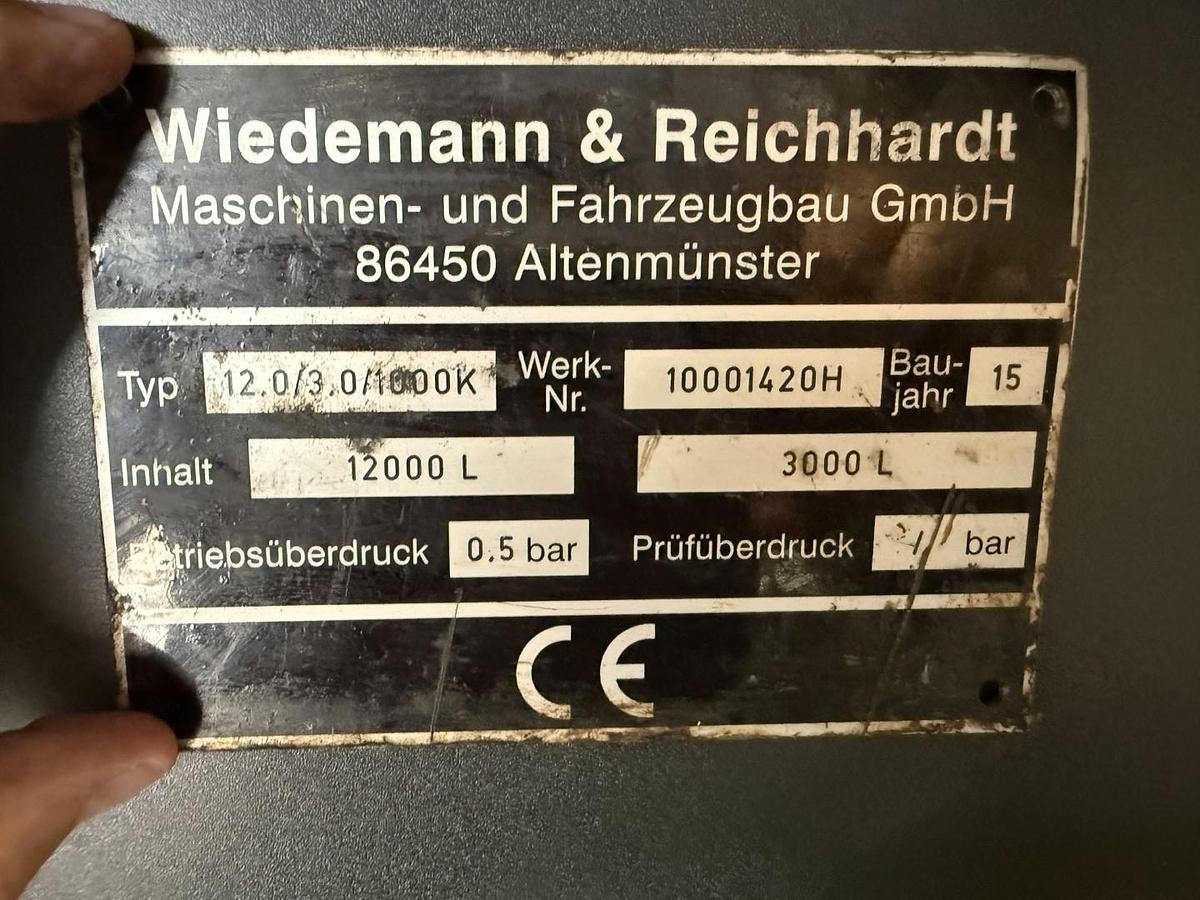 Wiedemann & Reichhardt
Maschinen- und Fahrzeugbau GmbH
86450 Altenmünster
Typ 12.0/3.0/1000K Werk-Nr. 10001420H Bau-jahr 15
Inhalt 12000 L 3000 L
Betriebsüberdruck 0.5 bar Prüfüberdruck / bar
CE